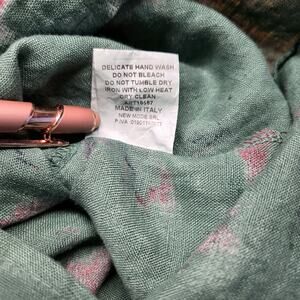 DELICATE HAND WASH
DO NOT BLEACH
DO NOT TUMBLE DRY
IRON WITH LOW HEAT
DRY CLEAN
MADE IN ITALY
NEW MODE SRL
P.IVA